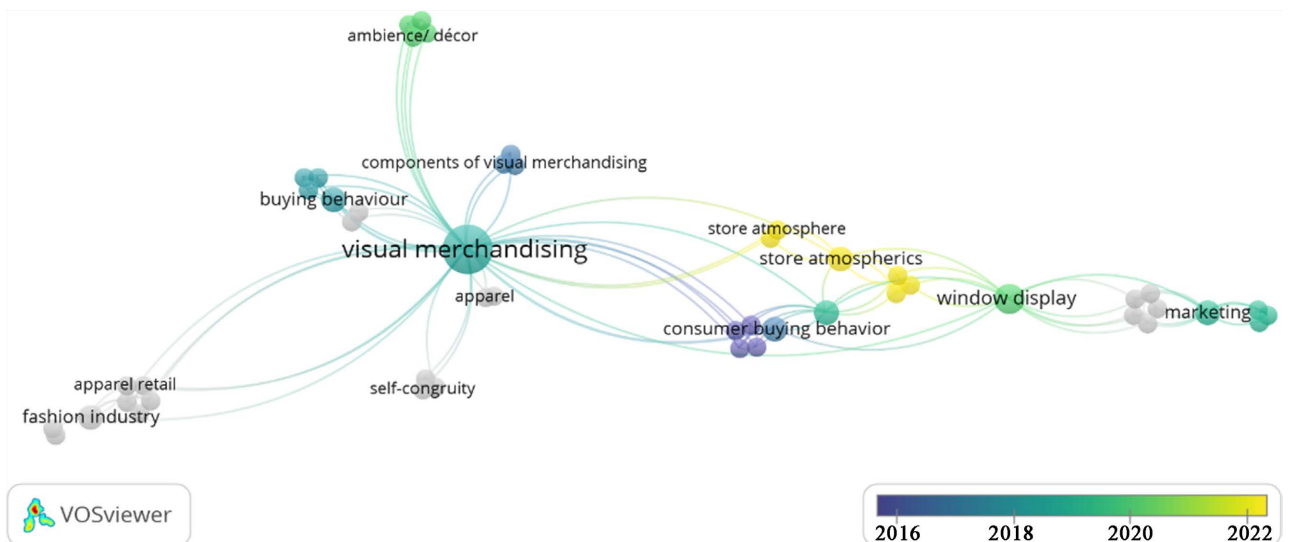 ambience/ décor
components of visual merchandising
buying behaviour
store atmosphere
visual merchandising
store atmospherics
apparel
window display
marketing
consumer buying behavior
apparel retail
self-congruity
fashion industry
VOSviewer
2016 2018 2020 2022